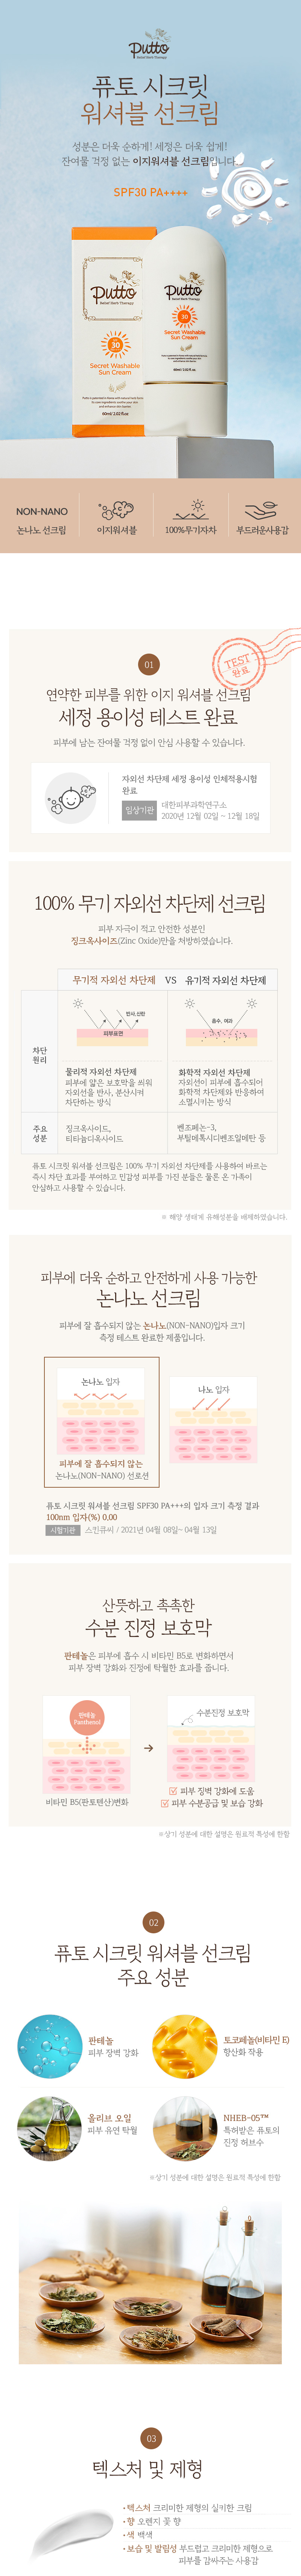 Putto
Seoul Herb Therapy
퓨토 시크릿
워셔블 선크림
성분은 더욱 순하게! 세정은 더욱 쉽게!
잔여물 걱정 없는 이지워셔블 선크림입니다.
SPF30 PA++++
Putto
Seoul Herb Therapy
30
Secret Washable
Sun Cream
60ml/ 2.02 fl.oz
Putto
Seoul Herb Therapy
30
Secret Washable
Sun Cream
60ml/ 2.02 fl.oz
NON-NANO
논나노 선크림
이지워셔블
100%무기자차
부드러운사용감
01
TEST
완료
연약한 피부를 위한 이지 워셔블 선크림
세정 용이성 테스트 완료
피부에 남는 잔여물 걱정 없이 안심 사용할 수 있습니다.
자외선 차단제 세정 용이성 인체적용시험
완료
임상기관
대한피부과학연구소
2020년 12월 02일 ~ 12월 18일
100% 무기 자외선 차단제 선크림
피부 자극이 적고 안전한 성분인
징크옥사이즈(Zinc Oxide)만을 처방하였습니다.
무기적 자외선 차단제 VS 유기적 자외선 차단제
차단
원리
반사,산란
피부표면
흡수, 여과
물리적 자외선 차단제
피부에 얇은 보호막을 씌워
자외선을 반사, 분산시켜
차단하는 방식
화학적 자외선 차단제
자외선이 피부에 흡수되어
화학적 차단제와 반응하여
소멸시키는 방식
주요
성분
징크옥사이드,
티타늄다옥사이드
벤조페논-3,
부틸메톡시디벤조일메탄 등
퓨토 시크릿 워셔블 선크림은 100% 무기 자외선 차단제를 사용하여 바르는
즉시 차단 효과를 부여하고 민감성 피부를 가진 분들은 물론 온 가족이
안심하고 사용할 수 있습니다.
※ 해양 생태계 유해성분을 배제하였습니다.
피부에 더욱 순하고 안전하게 사용 가능한
논나노 선크림
피부에 잘 흡수되지 않는 논나노(NON-NANO)입자 크기
측정 테스트 완료한 제품입니다.
논나노 입자
나노 입자
피부에 잘 흡수되지 않는
논나노(NON-NANO) 선로션
퓨토 시크릿 워셔블 선크림 SPF30 PA+++의 입자 크기 측정 결과
100nm 입자(%) 0,00
시험기관
스킨큐씨 / 2021년 04월 08일~ 04월 13일
산뜻하고 촉촉한
수분 진정 보호막
판테놀은 피부에 흡수 시 비타민 B5로 변화하면서
피부 장벽 강화와 진정에 탁월한 효과를 줍니다.
판테놀
Panthenol
수분진정 보호막
비타민 B5(판토텐산)변화
피부 장벽 강화에 도움
피부 수분공급 및 보습 강화
※상기 성분에 대한 설명은 원료적 특성에 한함
02
퓨토 시크릿 워셔블 선크림
주요 성분
판테놀
피부 장벽 강화
토코페놀(비타민 E)
항산화 작용
올리브 오일
피부 유연 탁월
NHEB-05™
특허받은 퓨토의
진정 허브수
※상기 성분에 대한 설명은 원료적 특성에 한함
03
텍스처 및 제형
•텍스처 크리미한 제형의 실키한 크림
•향 오렌지 꽃 향
•색 백색
•보습 및 발림성 부드럽고 크리미한 제형으로
피부를 감싸주는 사용감